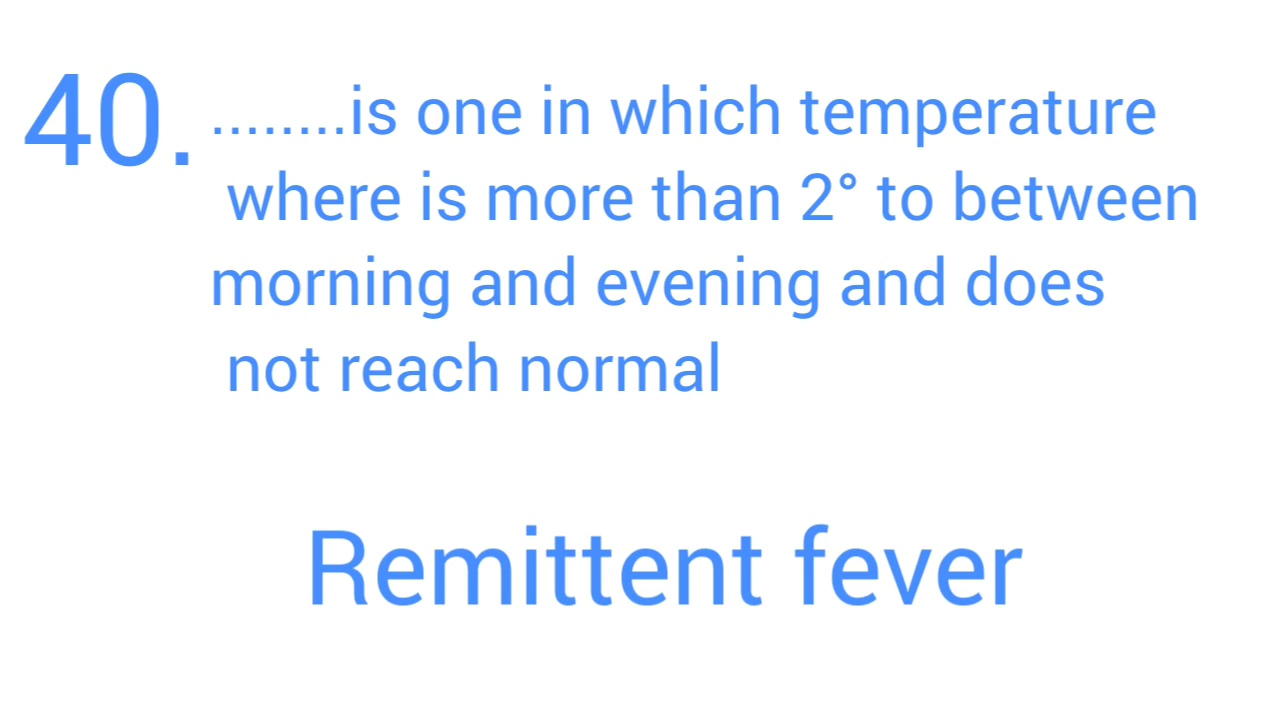 40. ........is one in which temperature
where is more than 2° to between
morning and evening and does
not reach normal
Remittent fever